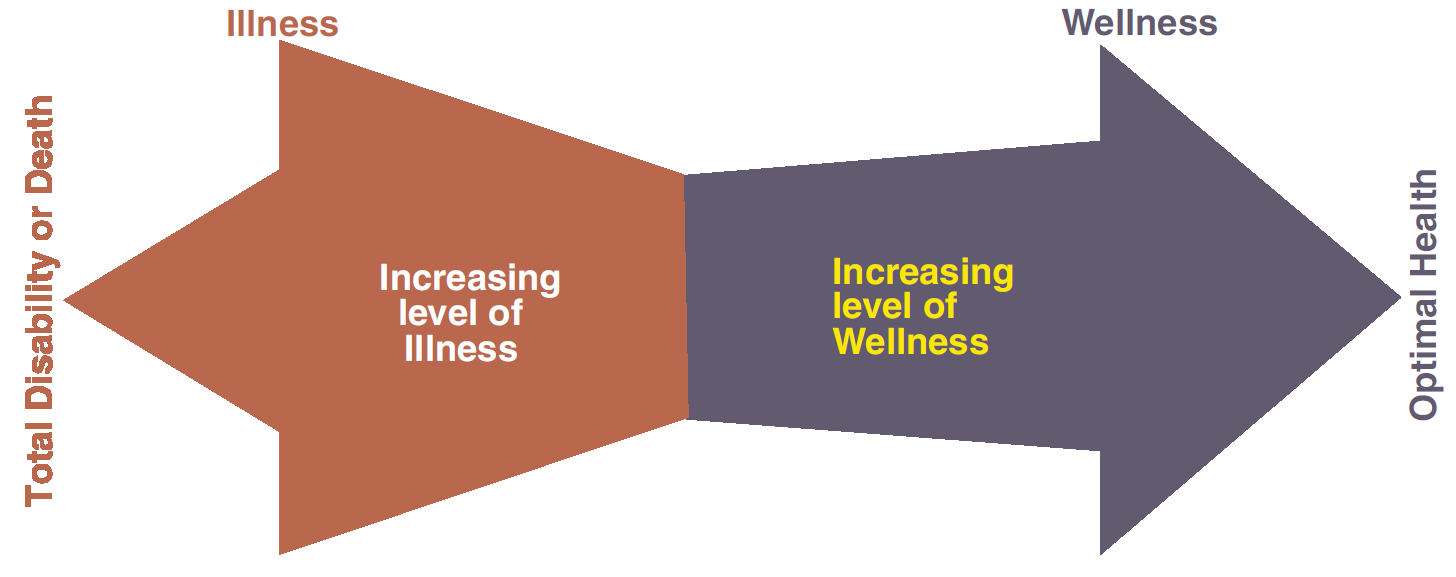 Illness
Wellness
Total Disability or Death
Increasing
level of
Illness
Increasing
level of
Wellness
Optimal Health